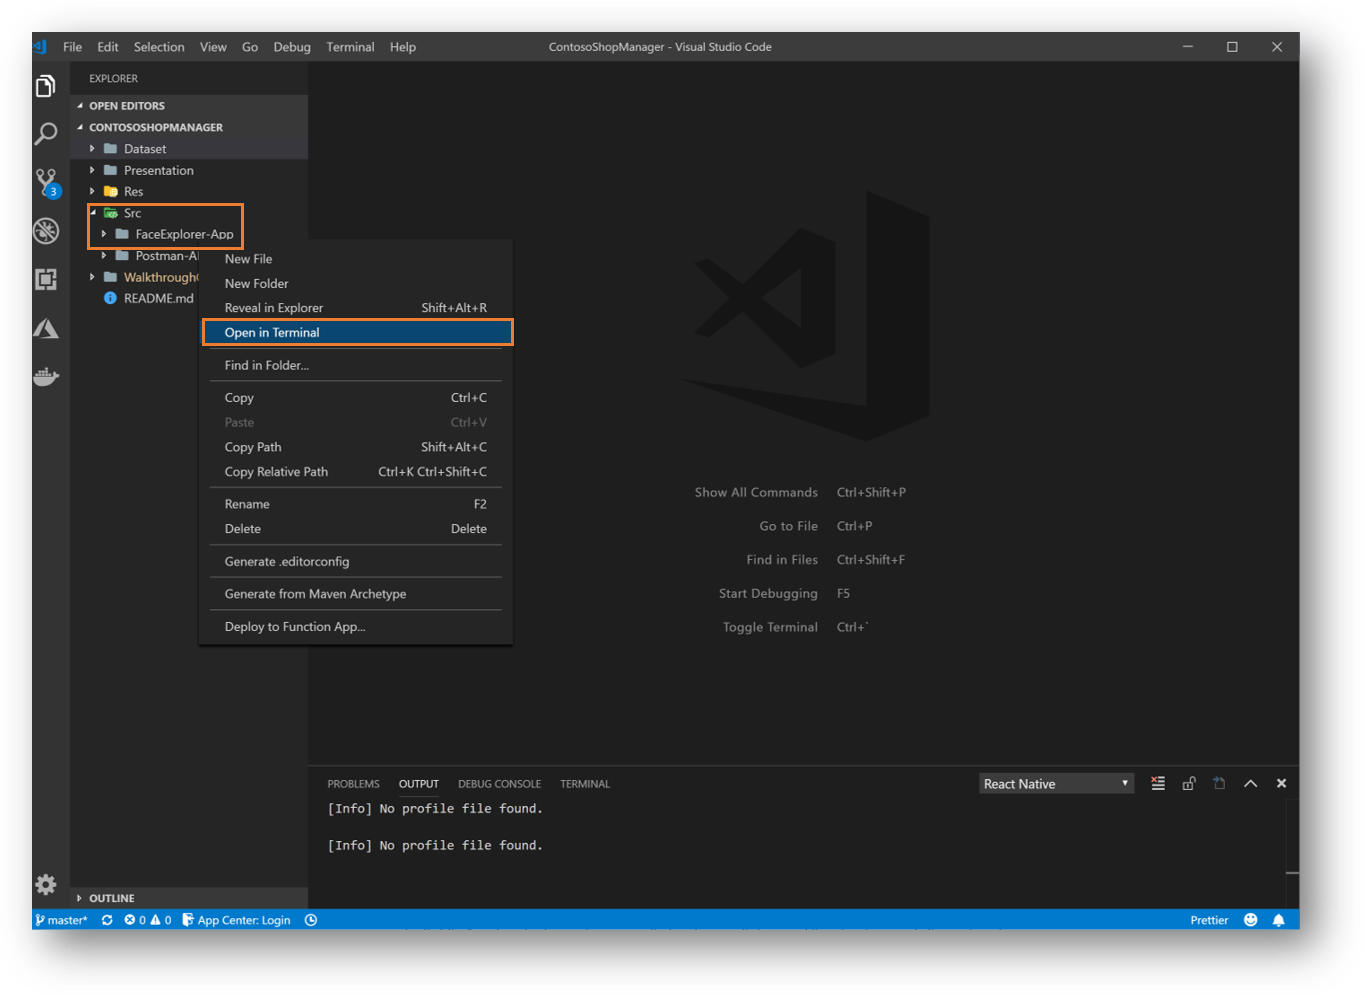 File Edit Selection View Go Debug Terminal Help
ContosoShopManager - Visual Studio Code
EXPLORER
OPEN EDITORS
CONTOSOSHOPMANAGER
Dataset
Presentation
Res
3
Src
FaceExplorer-App
Postman-A
Walkthrough
README.md
New File
New Folder
Reveal in Explorer Shift+Alt+R
Open in Terminal
Find in Folder...
Copy Ctrl+C
Paste Ctrl+V
Copy Path Shift+Alt+C
Copy Relative Path Ctrl+K Ctrl+Shift+C
Rename F2
Delete Delete
Generate .editorconfig
Generate from Maven Archetype
Deploy to Function App...
Show All Commands Ctrl+Shift+P
Go to File Ctrl+P
Find in Files Ctrl+Shift+F
Start Debugging F5
Toggle Terminal Ctrl+`
PROBLEMS OUTPUT DEBUG CONSOLE TERMINAL
React Native
[Info] No profile file found.
[Info] No profile file found.
OUTLINE
master* 0 0 App Center: Login
Prettier